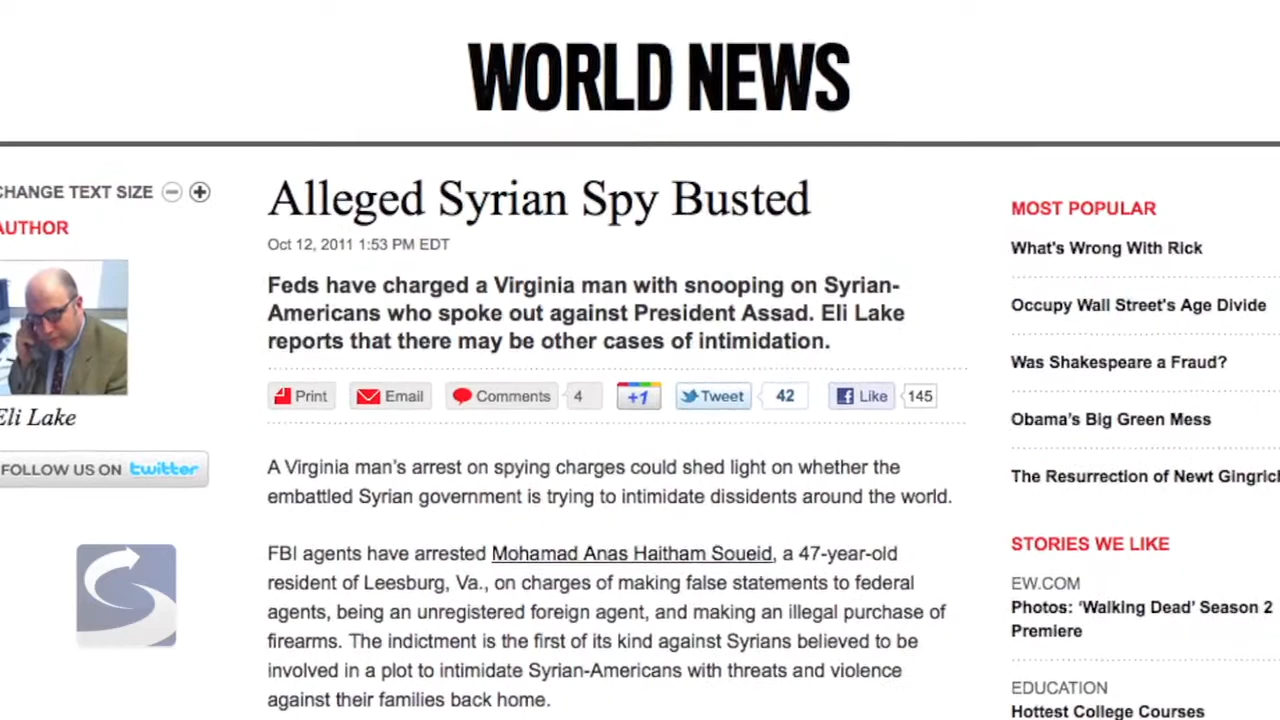 WORLD NEWS
CHANGE TEXT SIZE
AUTHOR
Eli Lake
FOLLOW US ON twitter
Alleged Syrian Spy Busted
Oct 12, 2011 1:53 PM EDT
Feds have charged a Virginia man with snooping on Syrian-
Americans who spoke out against President Assad. Eli Lake
reports that there may be other cases of intimidation.
Print Email Comments 4 +1 Tweet 42 Like 145
A Virginia man's arrest on spying charges could shed light on whether the
embattled Syrian government is trying to intimidate dissidents around the world.
FBI agents have arrested Mohamad Anas Haitham Soueid, a 47-year-old
resident of Leesburg, Va., on charges of making false statements to federal
agents, being an unregistered foreign agent, and making an illegal purchase of
firearms. The indictment is the first of its kind against Syrians believed to be
involved in a plot to intimidate Syrian-Americans with threats and violence
against their families back home.
MOST POPULAR
What's Wrong With Rick
Occupy Wall Street's Age Divide
Was Shakespeare a Fraud?
Obama's Big Green Mess
The Resurrection of Newt Gingrich
STORIES WE LIKE
EW.COM
Photos: 'Walking Dead' Season 2
Premiere
EDUCATION
Hottest College Courses